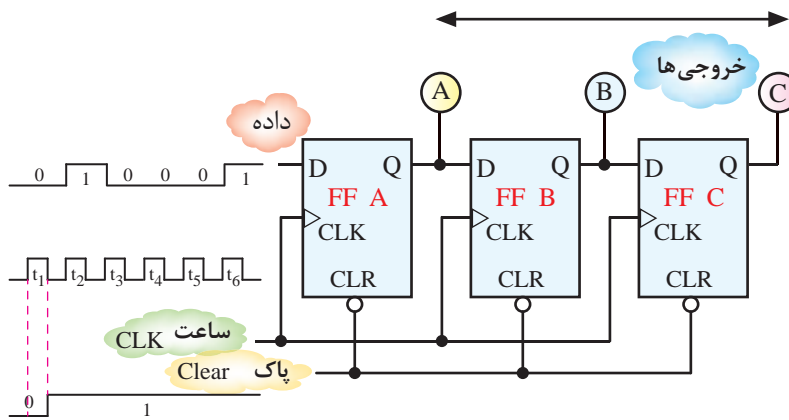 خروجی‌ها
A B C
داده
0 1 0 0 0 1
D Q D Q D Q
FF A FF B FF C
CLK CLK CLK
t1 t2 t3 t4 t5 t6
CLR CLR CLR
ساعت CLK
پاک Clear
0 1